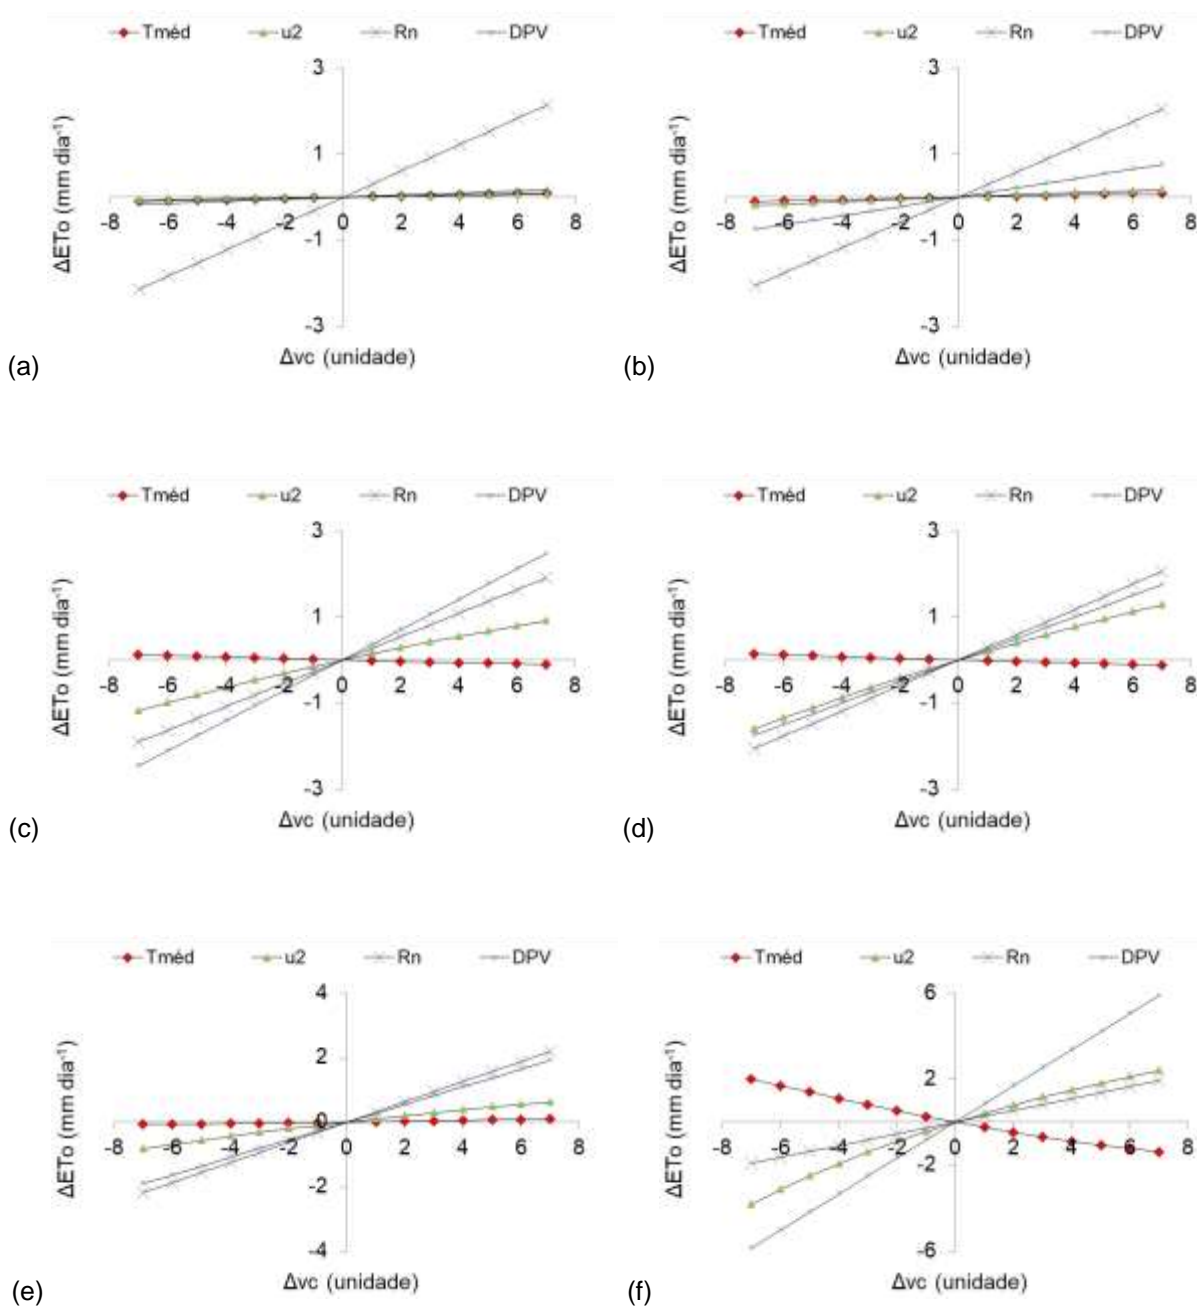 Tméd u2 Rn DPV
3
1
-8 -6 -4 -2 0 2 4 6 8
-1
-3
ΔETo (mm dia-1)
Δvc (unidade)
(a)
Tméd u2 Rn DPV
3
1
-8 -6 -4 -2 0 2 4 6 8
-1
-3
ΔETo (mm dia-1)
Δvc (unidade)
(b)
Tméd u2 Rn DPV
3
1
-8 -6 -4 -2 0 2 4 6 8
-1
-3
ΔETo (mm dia-1)
Δvc (unidade)
(c)
Tméd u2 Rn DPV
3
1
-8 -6 -4 -2 0 2 4 6 8
-1
-3
ΔETo (mm dia-1)
Δvc (unidade)
(d)
Tméd u2 Rn DPV
4
2
0
-8 -6 -4 -2 0 2 4 6 8
-2
-4
ΔETo (mm dia-1)
Δvc (unidade)
(e)
Tméd u2 Rn DPV
6
2
-8 -6 -4 -2 0 2 4 6 8
-2
-6
ΔETo (mm dia-1)
Δvc (unidade)
(f)